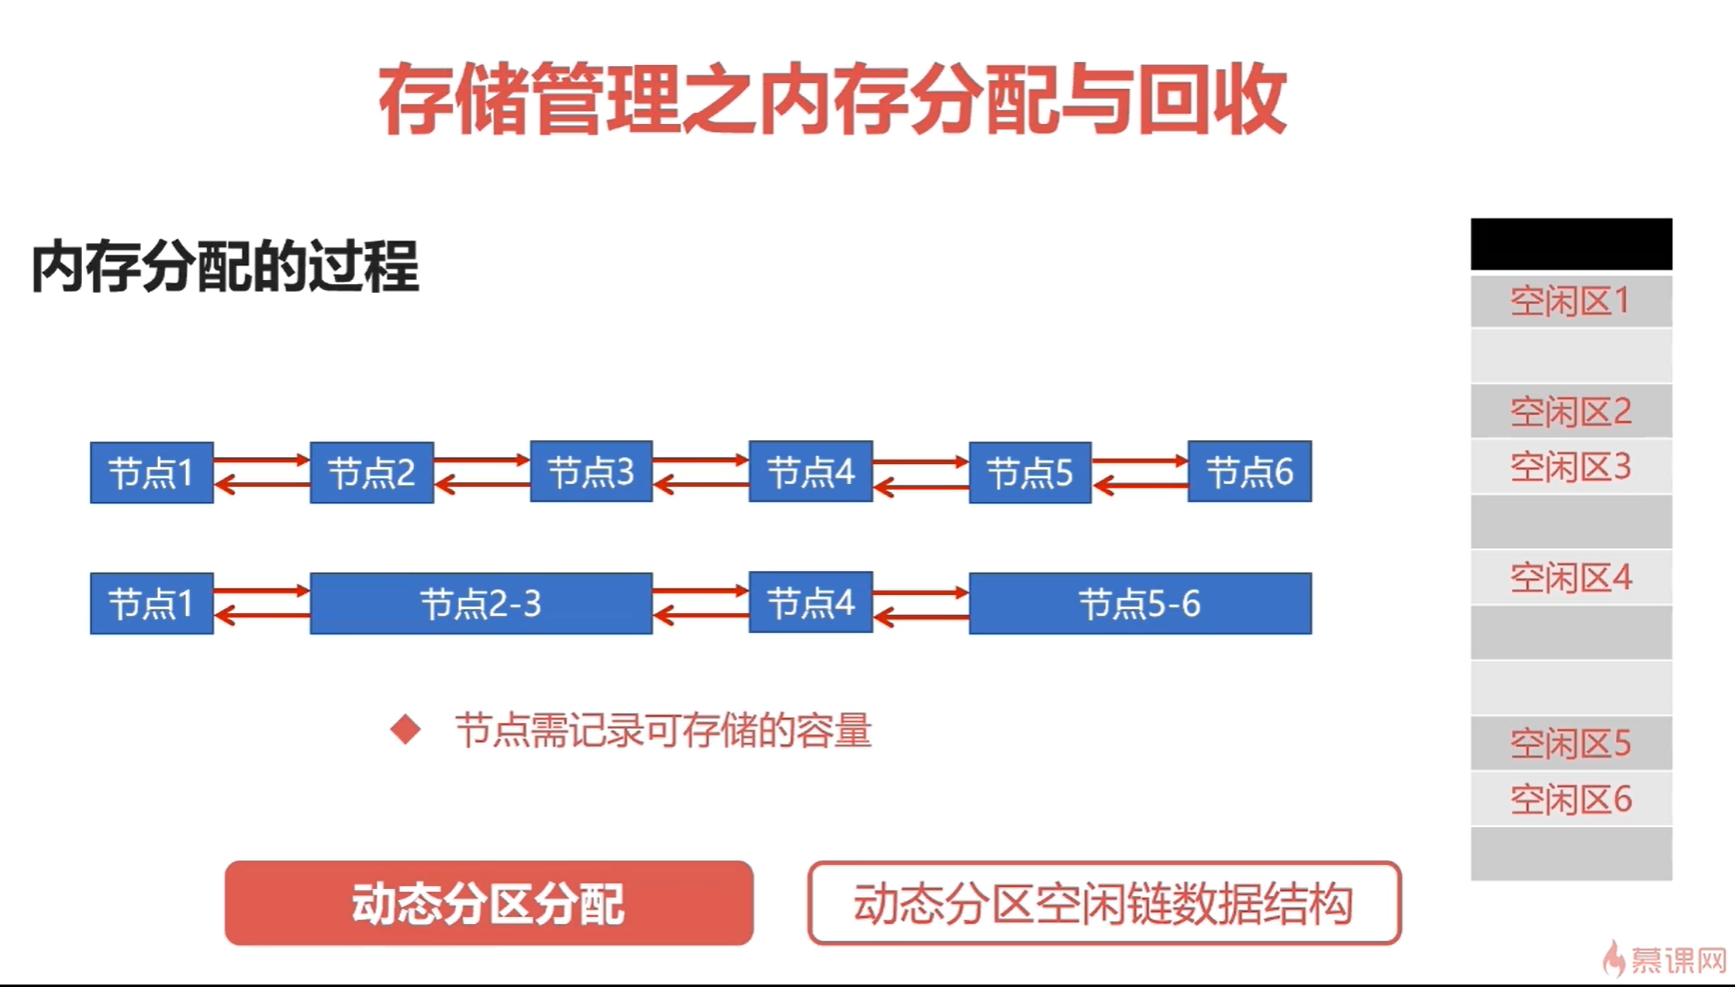 存储管理之内存分配与回收
内存分配的过程
节点1 节点2 节点3 节点4 节点5 节点6
节点1 节点2-3 节点4 节点5-6
节点需记录可存储的容量
动态分区分配
动态分区空闲链数据结构
空闲区1
空闲区2
空闲区3
空闲区4
空闲区5
空闲区6
慕课网